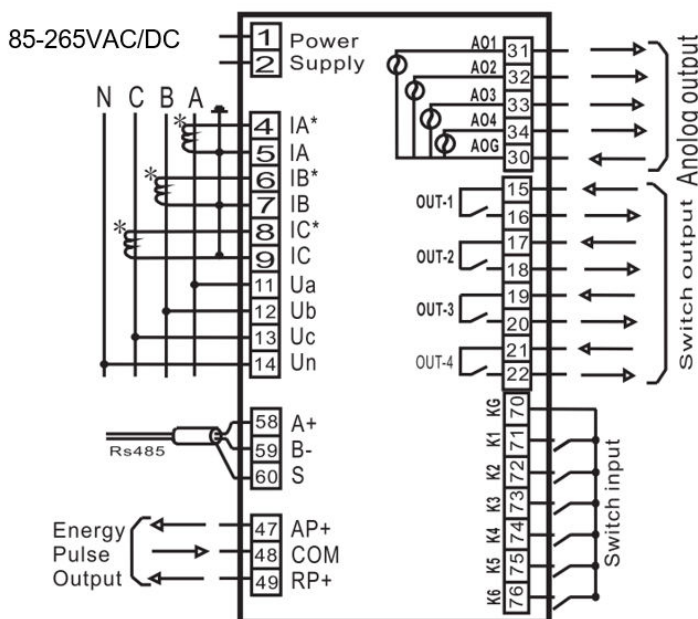 85-265VAC/DC
1 Power
2 Supply
N C B A
* 4 IA*
5 IA
* 6 IB*
7 IB
* 8 IC*
9 IC
11 Ua
12 Ub
13 Uc
14 Un
58 A+
Rs485 59 B-
60 S
Energy 47 AP+
Pulse 48 COM
Output 49 RP+
AO1 31
AO2 32
AO3 33
AO4 34
AOG 30
Anolog output
OUT-1 15
16
OUT-2 17
18
OUT-3 19
20
OUT-4 21
22
Switch output
KG 70
K1 71
K2 72
K3 73
K4 74
K5 75
K6 76
Switch input